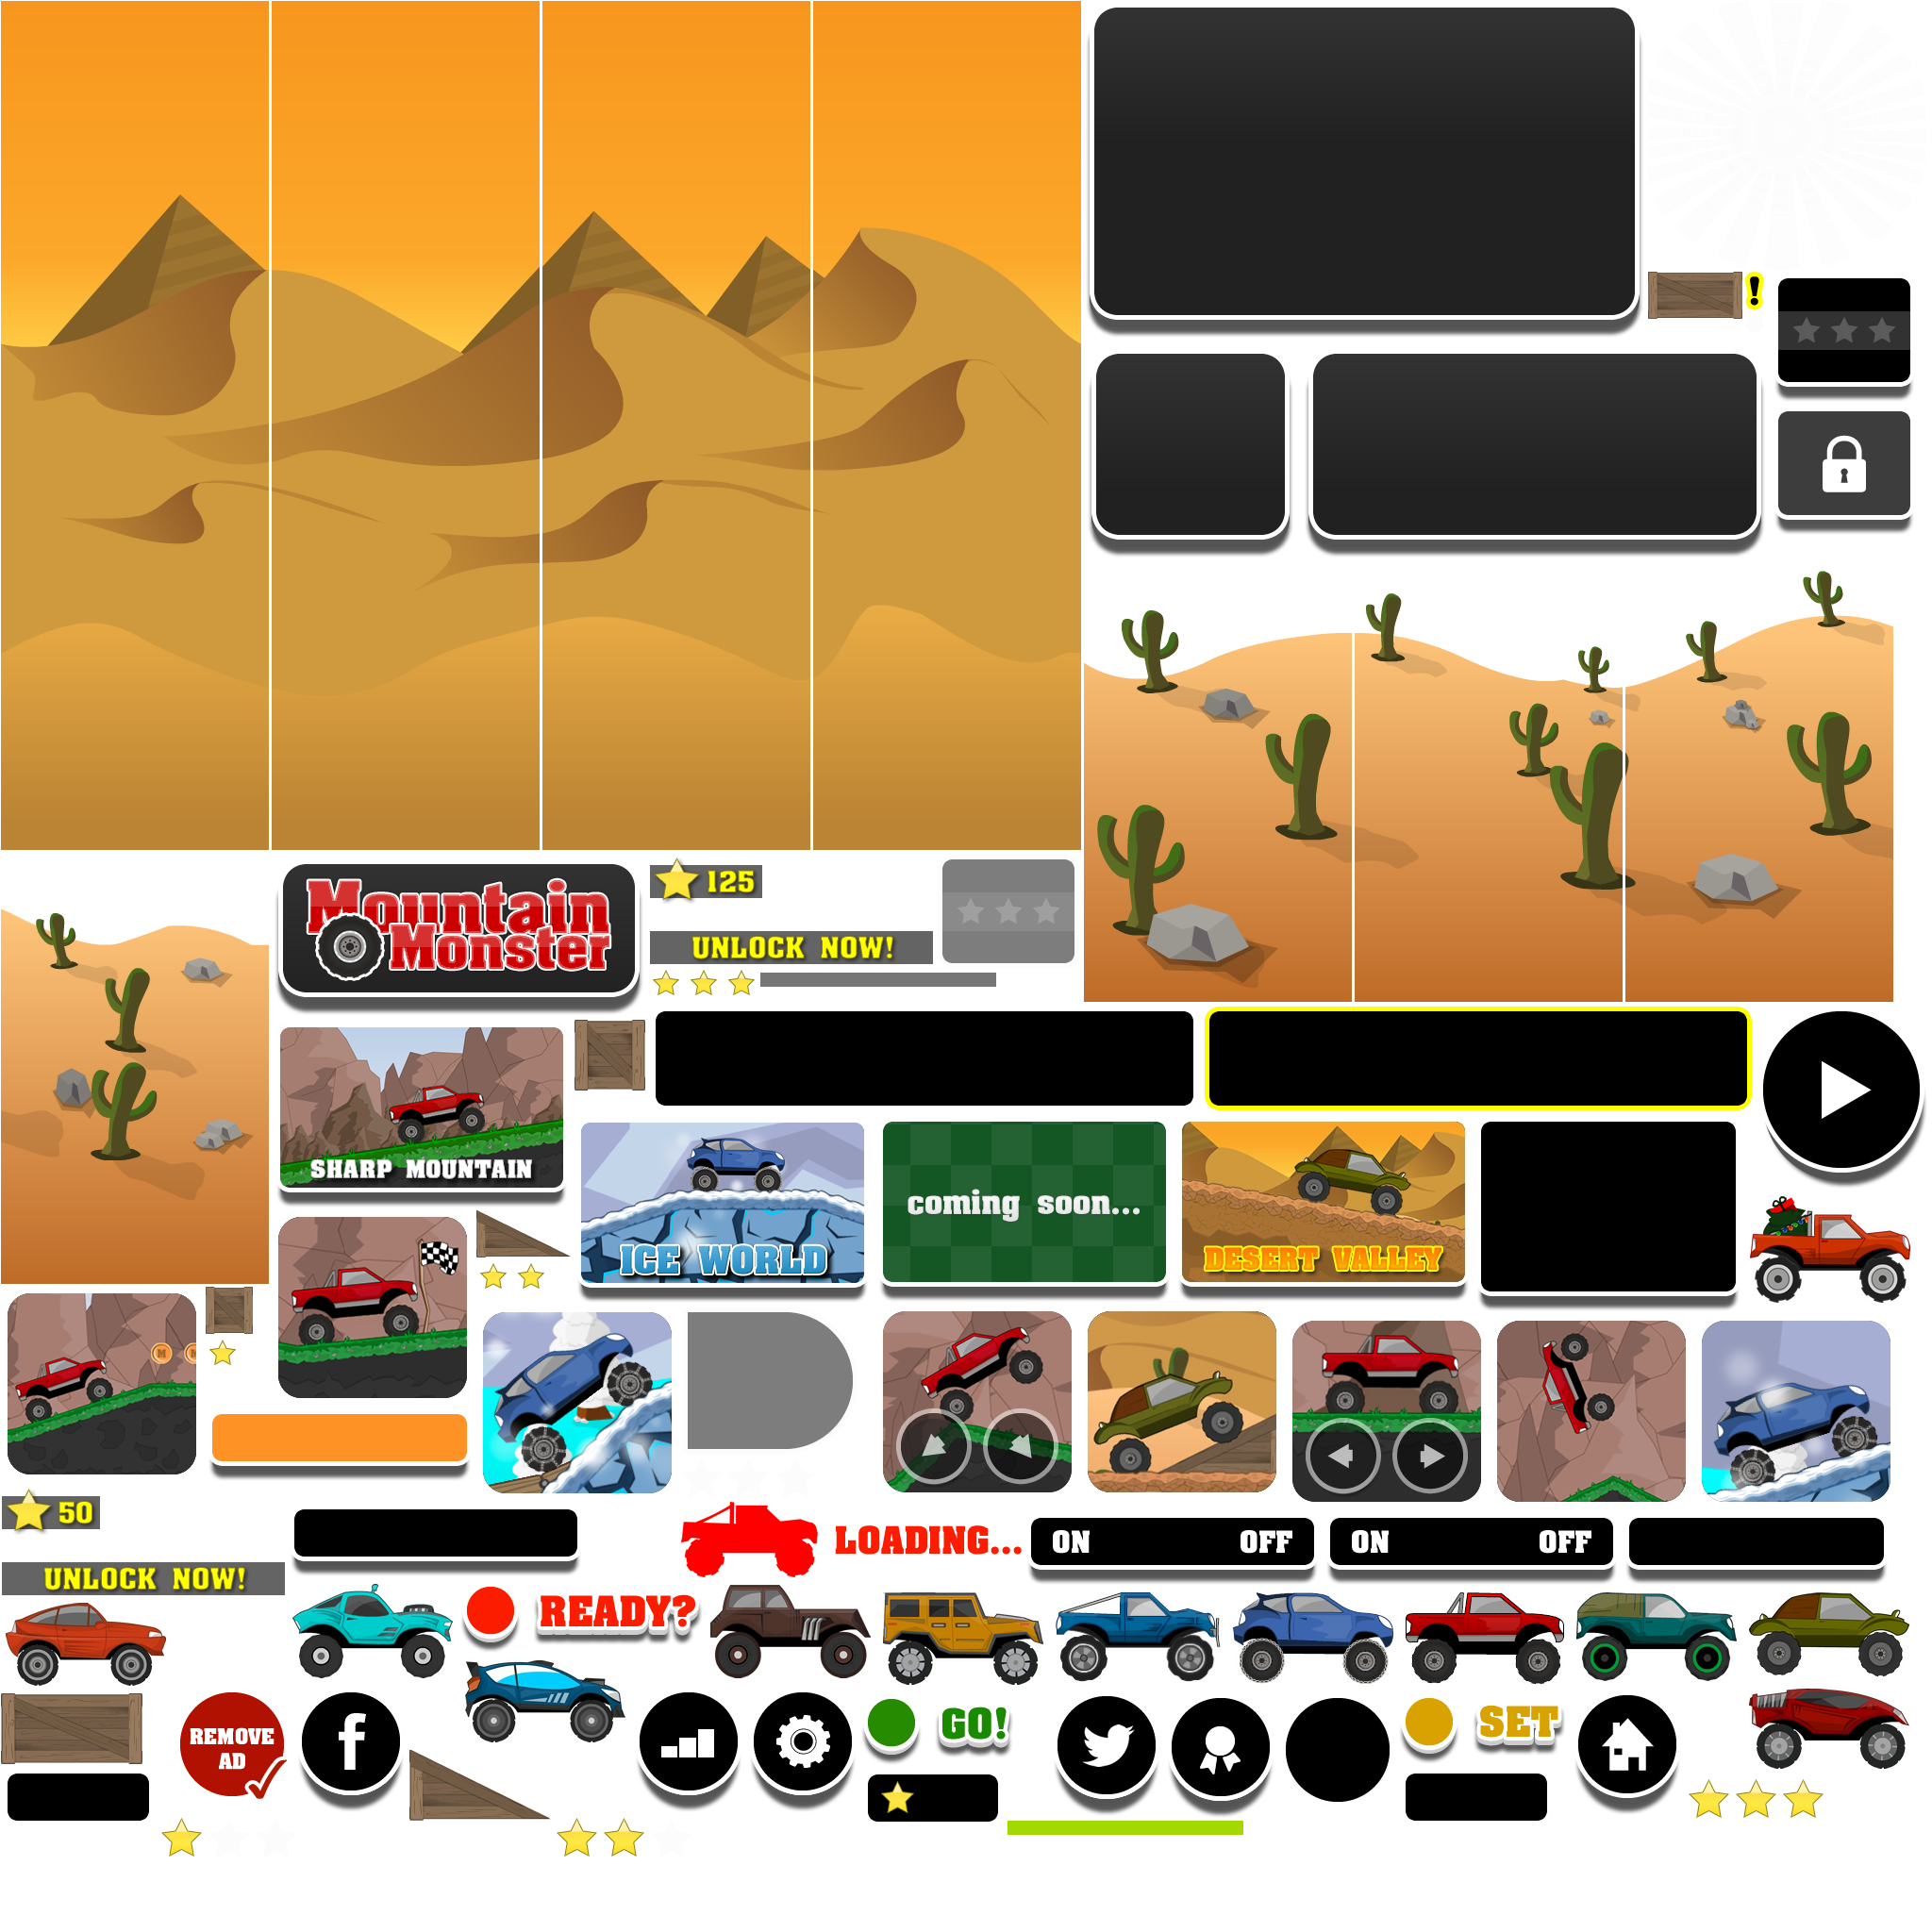 !
Mountain
Monster
125
UNLOCK NOW!
SHARP MOUNTAIN
ICE WORLD
coming soon...
DESERT VALLEY
M
50
UNLOCK NOW!
LOADING...
ON OFF
ON OFF
READY?
REMOVE
AD
f
GO!
SET